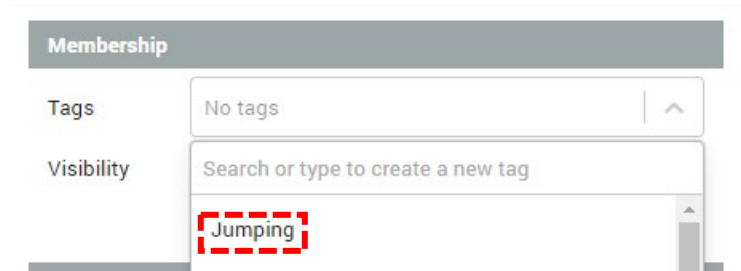 Membership
Tags
No tags
Visibility
Search or type to create a new tag
Jumping